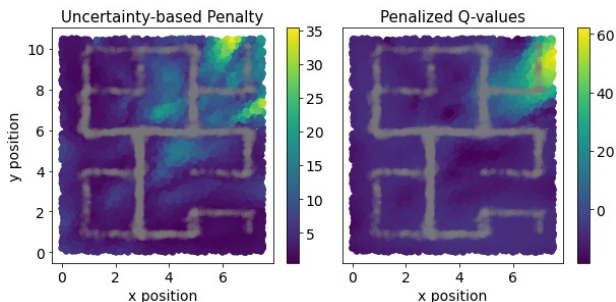 Uncertainty-based Penalty
Penalized Q-values
y position
10
8
6
4
2
0
0 2 4 6
x position
35
30
25
20
15
10
5
0 2 4 6
x position
60
40
20
0